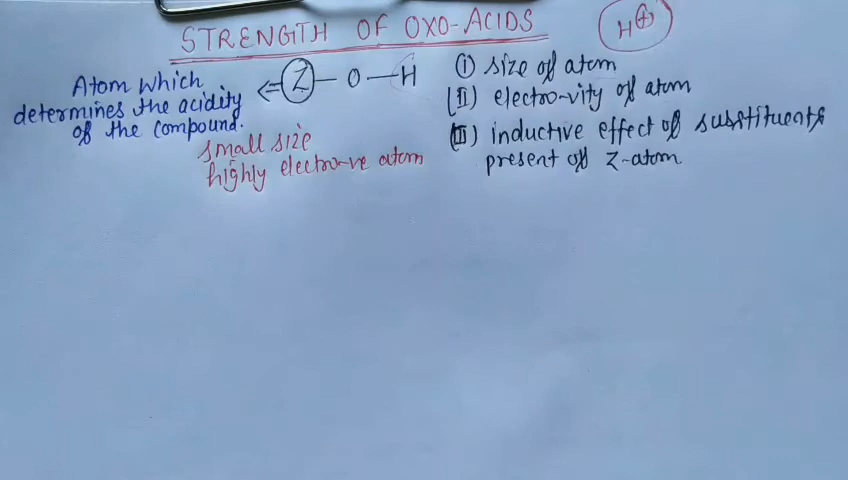 STRENGTH OF OXO-ACIDS
H⊕
Atom which
determines the acidity
of the compound.
⇐ Z — O — H
small size
highly electro-ve atom
(i) size of atom
(ii) electro-vity of atom
(iii) inductive effect of substituents
present of Z-atom